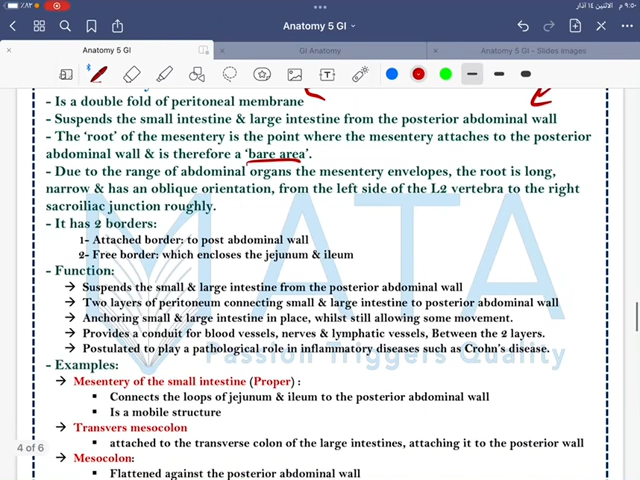 ٨٢%
٩:٥٠ م الاثنين ١٤ آذار
Anatomy 5 GI
Anatomy 5 GI
GI Anatomy
Anatomy 5 GI - Slides images
- Is a double fold of peritoneal membrane
- Suspends the small intestine & large intestine from the posterior abdominal wall
- The ‘root’ of the mesentery is the point where the mesentery attaches to the posterior
abdominal wall & is therefore a ‘bare area’.
- Due to the range of abdominal organs the mesentery envelopes, the root is long,
narrow & has an oblique orientation, from the left side of the L2 vertebra to the right
sacroiliac junction roughly.
- It has 2 borders:
1- Attached border: to post abdominal wall
2- Free border: which encloses the jejunum & ileum
- Function:
→ Suspends the small & large intestine from the posterior abdominal wall
→ Two layers of peritoneum connecting small & large intestine to posterior abdominal wall
→ Anchoring small & large intestine in place, whilst still allowing some movement.
→ Provides a conduit for blood vessels, nerves & lymphatic vessels, Between the 2 layers.
→ Postulated to play a pathological role in inflammatory diseases such as Crohn’s disease.
MATA
Passion Triggers Quality
- Examples:
→ Mesentery of the small intestine (Proper) :
▪ Connects the loops of jejunum & ileum to the posterior abdominal wall
▪ Is a mobile structure
→ Transvers mesocolon
▪ attached to the transverse colon of the large intestines, attaching it to the posterior wall
4 of 6
→ Mesocolon:
▪ Flattened against the posterior abdominal wall